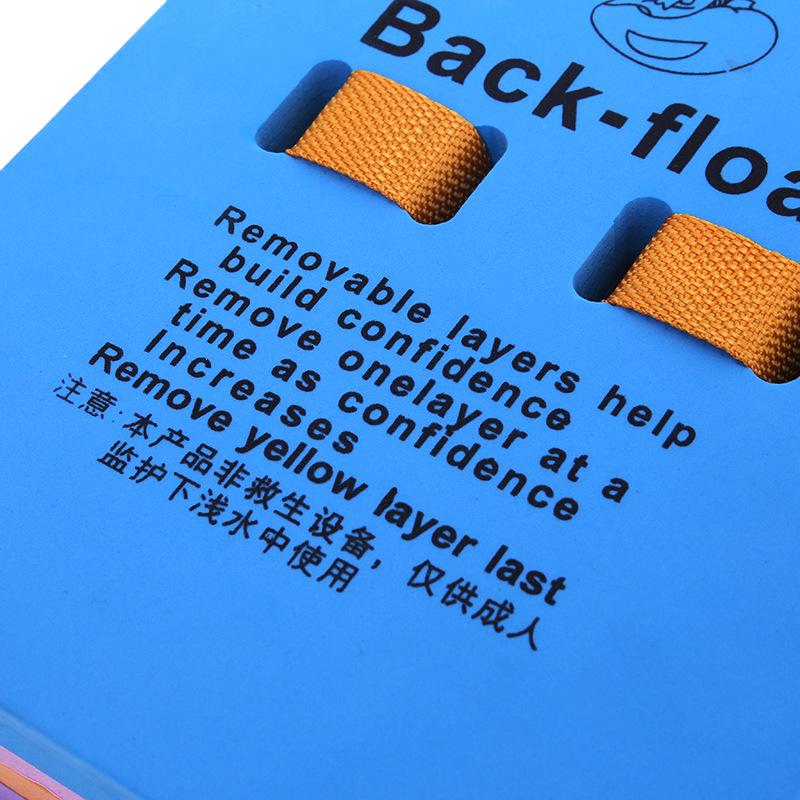 Back-floa
Removable layers help
build confidence
Remove onelayer at a
time as confidence
Increases
Remove yellow layer last
注意:本产品非救生设备，仅供成人
监护下浅水中使用